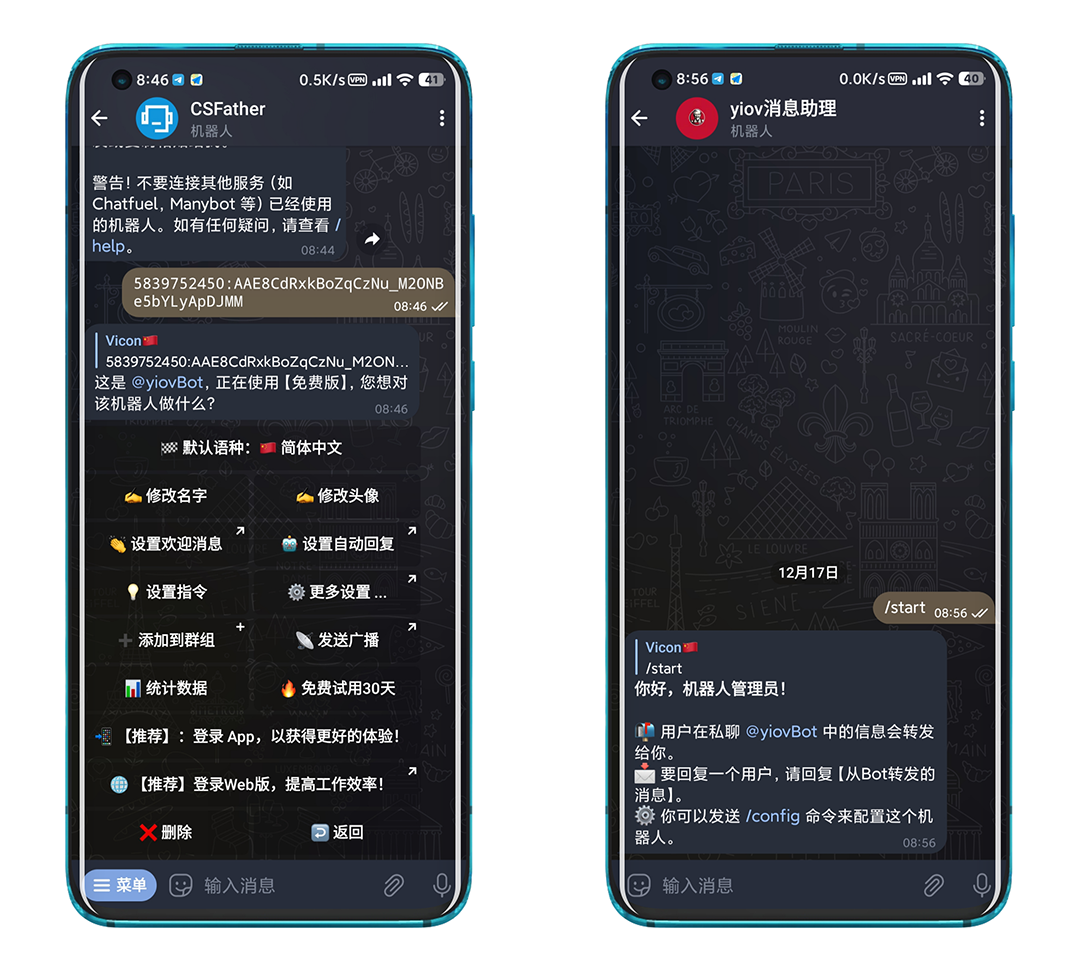 8:46
0.5K/s VPN 41
CSFather
机器人
警告！不要连接其他服务（如
Chatfuel, Manybot 等）已经使用
的机器人。如有任何疑问，请查看 /
help。
08:44
5839752450:AAE8CdRxkBoZqCzNu_M2ONB
e5bYLyApDJMM
08:46
Vicon🇨🇳
5839752450:AAE8CdRxkBoZqCzNu_M2ON...
这是 @yiovBot，正在使用【免费版】，您想对
该机器人做什么？
08:46
🏁 默认语种：🇨🇳 简体中文
✍️ 修改名字
✍️ 修改头像
👏 设置欢迎消息
🤖 设置自动回复
💡 设置指令
⚙️ 更多设置 ...
➕ 添加到群组
📡 发送广播
📊 统计数据
🔥 免费试用30天
📲 【推荐】：登录 App，以获得更好的体验！
🌐 【推荐】登录Web版，提高工作效率！
❌ 删除
↩️ 返回
菜单
输入消息
8:56
0.0K/s VPN 40
yiov消息助理
机器人
PARIS
MOULIN
ROUGE
SACRÉ-COEUR
ARC DE
TRIOMPHE
CHAMPS
ÉLYSÉES
LE LOUVRE
12月17日
YOUR
EIFFEL
SIENE
/start
08:56
Vicon🇨🇳
/start
你好，机器人管理员！
📬 用户在私聊 @yiovBot 中的信息会转发
给你。
📩 要回复一个用户，请回复【从Bot转发的
消息】。
⚙️ 你可以发送 /config 命令来配置这个机
器人。
08:56
输入消息